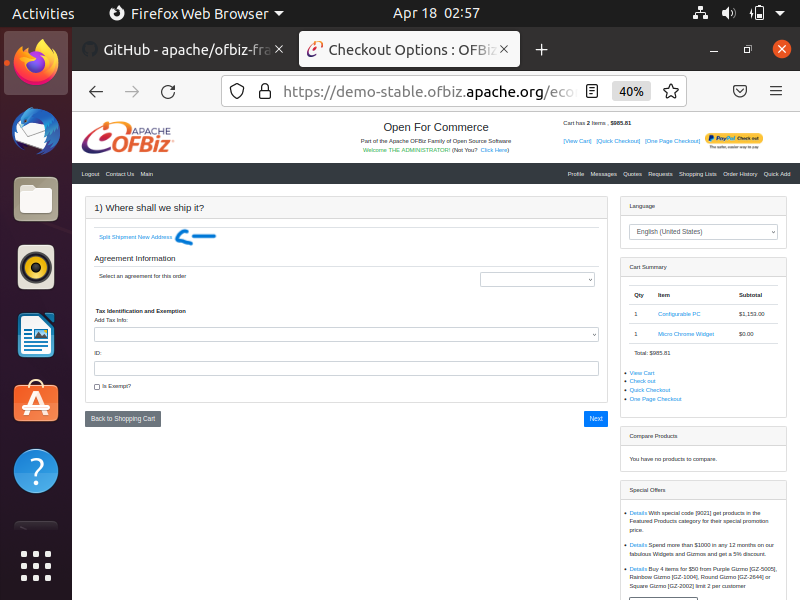 Activities
Firefox Web Browser
Apr 18 02:57
GitHub - apache/ofbiz-fra
Checkout Options : OFBiz
https://demo-stable.ofbiz.apache.org/eco
40%
APACHE
OFBiz
Open For Commerce
Part of the Apache OFBiz Family of Open Source Software
Welcome THE ADMINISTRATOR! (Not You? Click Here)
Cart has 2 Items , $985.81
[View Cart] [Quick Checkout] [One Page Checkout]
PayPal Check out
The safer, easier way to pay
Logout Contact Us Main
Profile Messages Quotes Requests Shopping Lists Order History Quick Add
1) Where shall we ship it?
Split Shipment New Address
Agreement Information
Select an agreement for this order
Tax Identification and Exemption
Add Tax Info:
ID:
Is Exempt?
Back to Shopping Cart
Next
Language
English (United States)
Cart Summary
Qty Item Subtotal
1 Configurable PC $1,153.00
1 Micro Chrome Widget $0.00
Total: $985.81
View Cart
Check out
Quick Checkout
One Page Checkout
Compare Products
You have no products to compare.
Special Offers
Details With special code [9021] get products in the
Featured Products category for their special promotion
price.
Details Spend more than $1000 in any 12 months on our
fabulous Widgets and Gizmos and get a 5% discount.
Details Buy 4 items for $50 from Purple Gizmo [GZ-5005],
Rainbow Gizmo [GZ-1004], Round Gizmo [GZ-2644] or
Square Gizmo [GZ-2002] limit 2 per customer